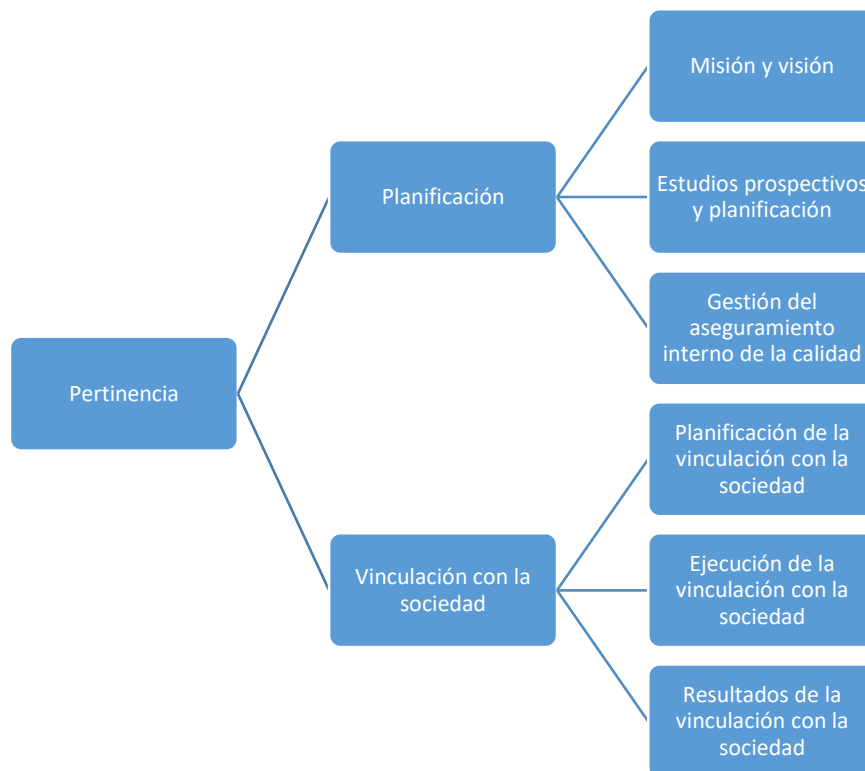 Misión y visión
Planificación
Estudios prospectivos
y planificación
Gestión del
aseguramiento
interno de la calidad
Pertinencia
Planificación de la
vinculación con la
sociedad
Vinculación con la
sociedad
Ejecución de la
vinculación con la
sociedad
Resultados de la
vinculación con la
sociedad